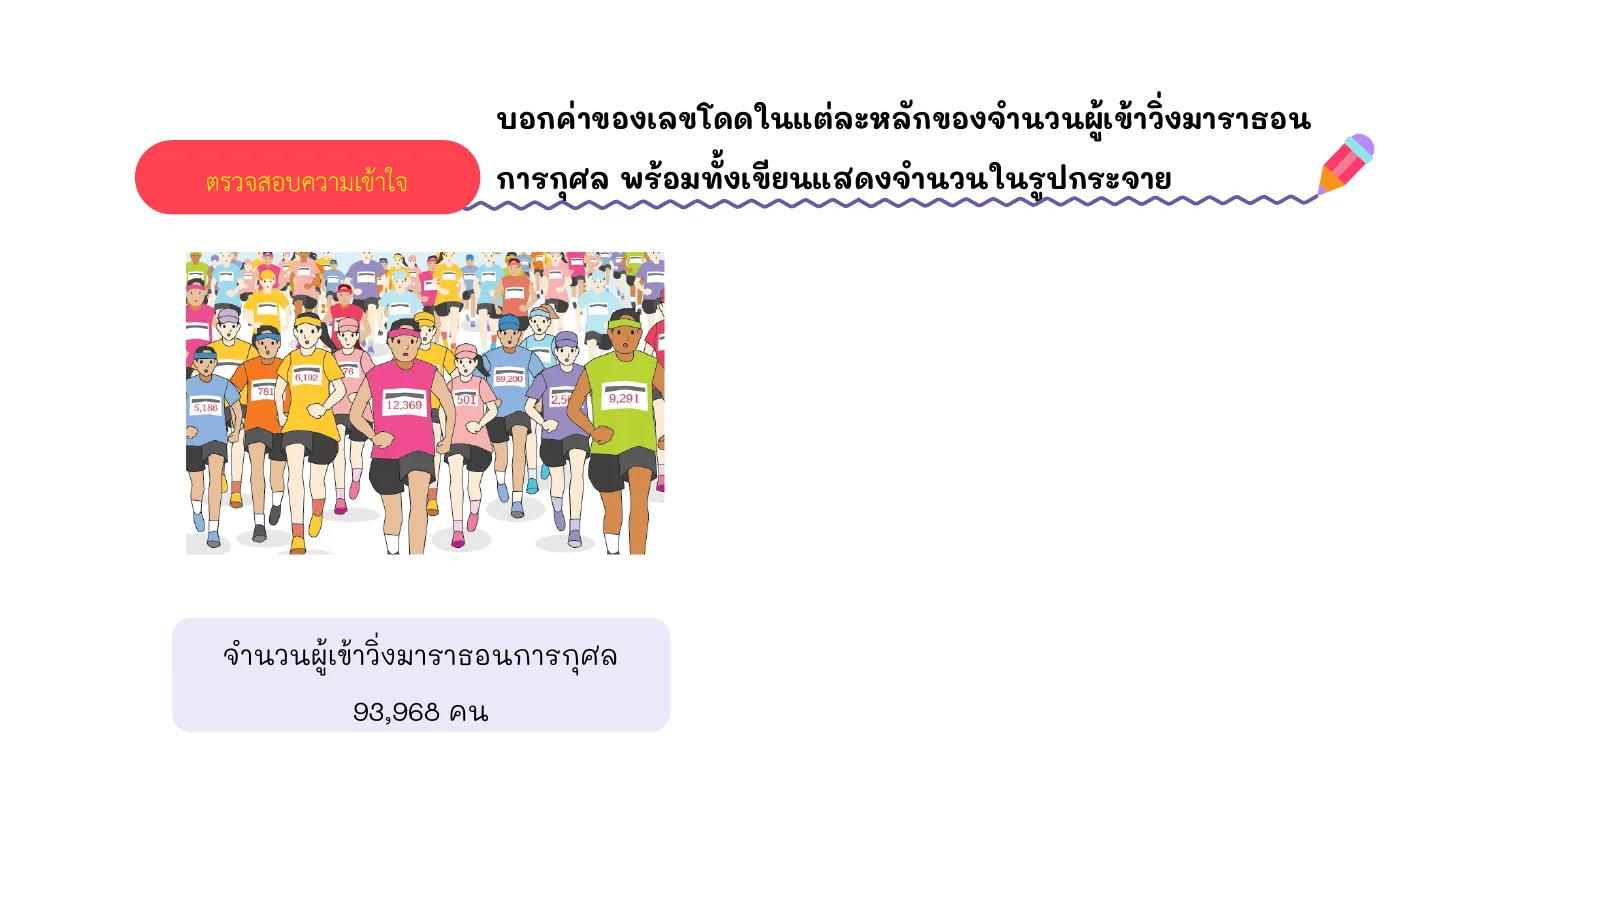 บอกค่าของเลขโดดในแต่ละหลักของจำนวนผู้เข้าวิ่งมาราธอน
การกุศล พร้อมทั้งเขียนแสดงจำนวนในรูปกระจาย
ตรวจสอบความเข้าใจ
5,186
781
6,192
76
12,369
501
89,200
2,50
9,291
จำนวนผู้เข้าวิ่งมาราธอนการกุศล
93,968 คน